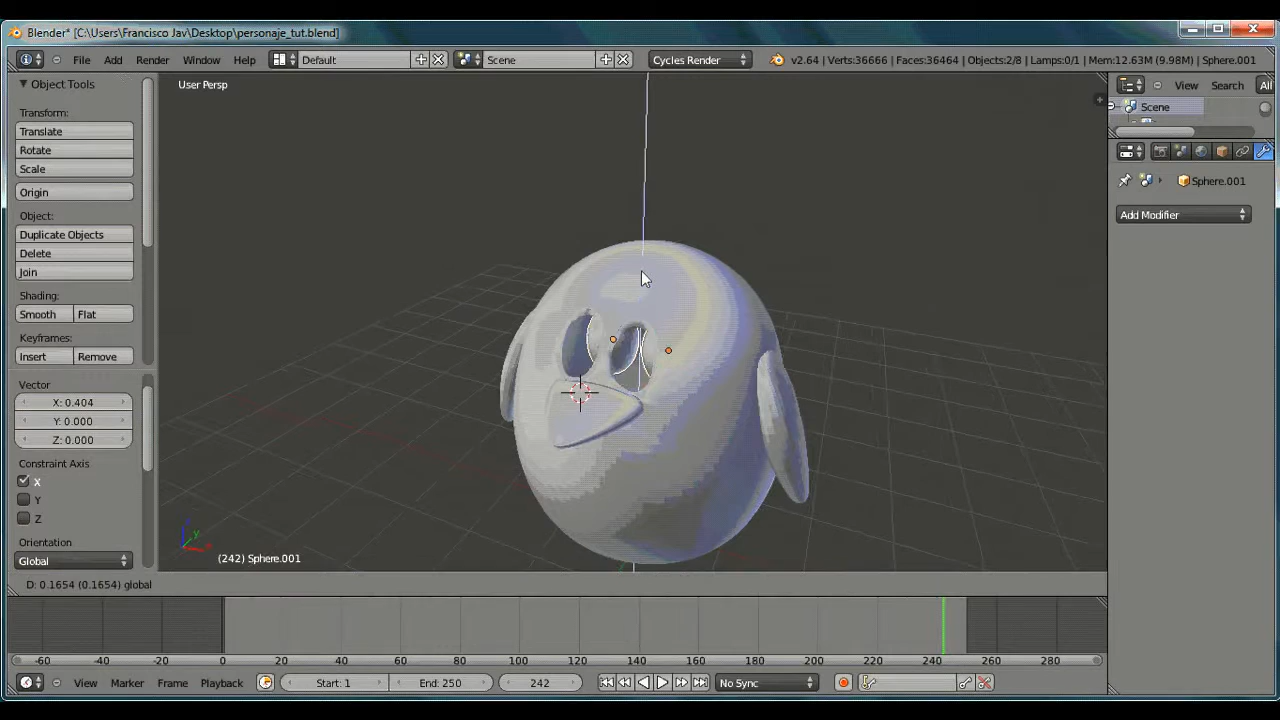 Blender* [C:\Users\Francisco Jav\Desktop\personaje_tut.blend]
File Add Render Window Help Default Scene Cycles Render v2.64 | Verts:36666 | Faces:36464 | Objects:2/8 | Lamps:0/1 | Mem:12.63M (9.98M) | Sphere.001
Object Tools
Transform:
Translate
Rotate
Scale
Origin
Object:
Duplicate Objects
Delete
Join
Shading:
Smooth Flat
Keyframes:
Insert Remove
Vector
X: 0.404
Y: 0.000
Z: 0.000
Constraint Axis
X
Y
Z
Orientation
Global
User Persp
z
y
x
(242) Sphere.001
View Search All
Scene
Sphere.001
Add Modifier
D: 0.1654 (0.1654) global
-60 -40 -20 0 20 40 60 80 100 120 140 160 180 200 220 240 260 280
View Marker Frame Playback Start: 1 End: 250 242 No Sync